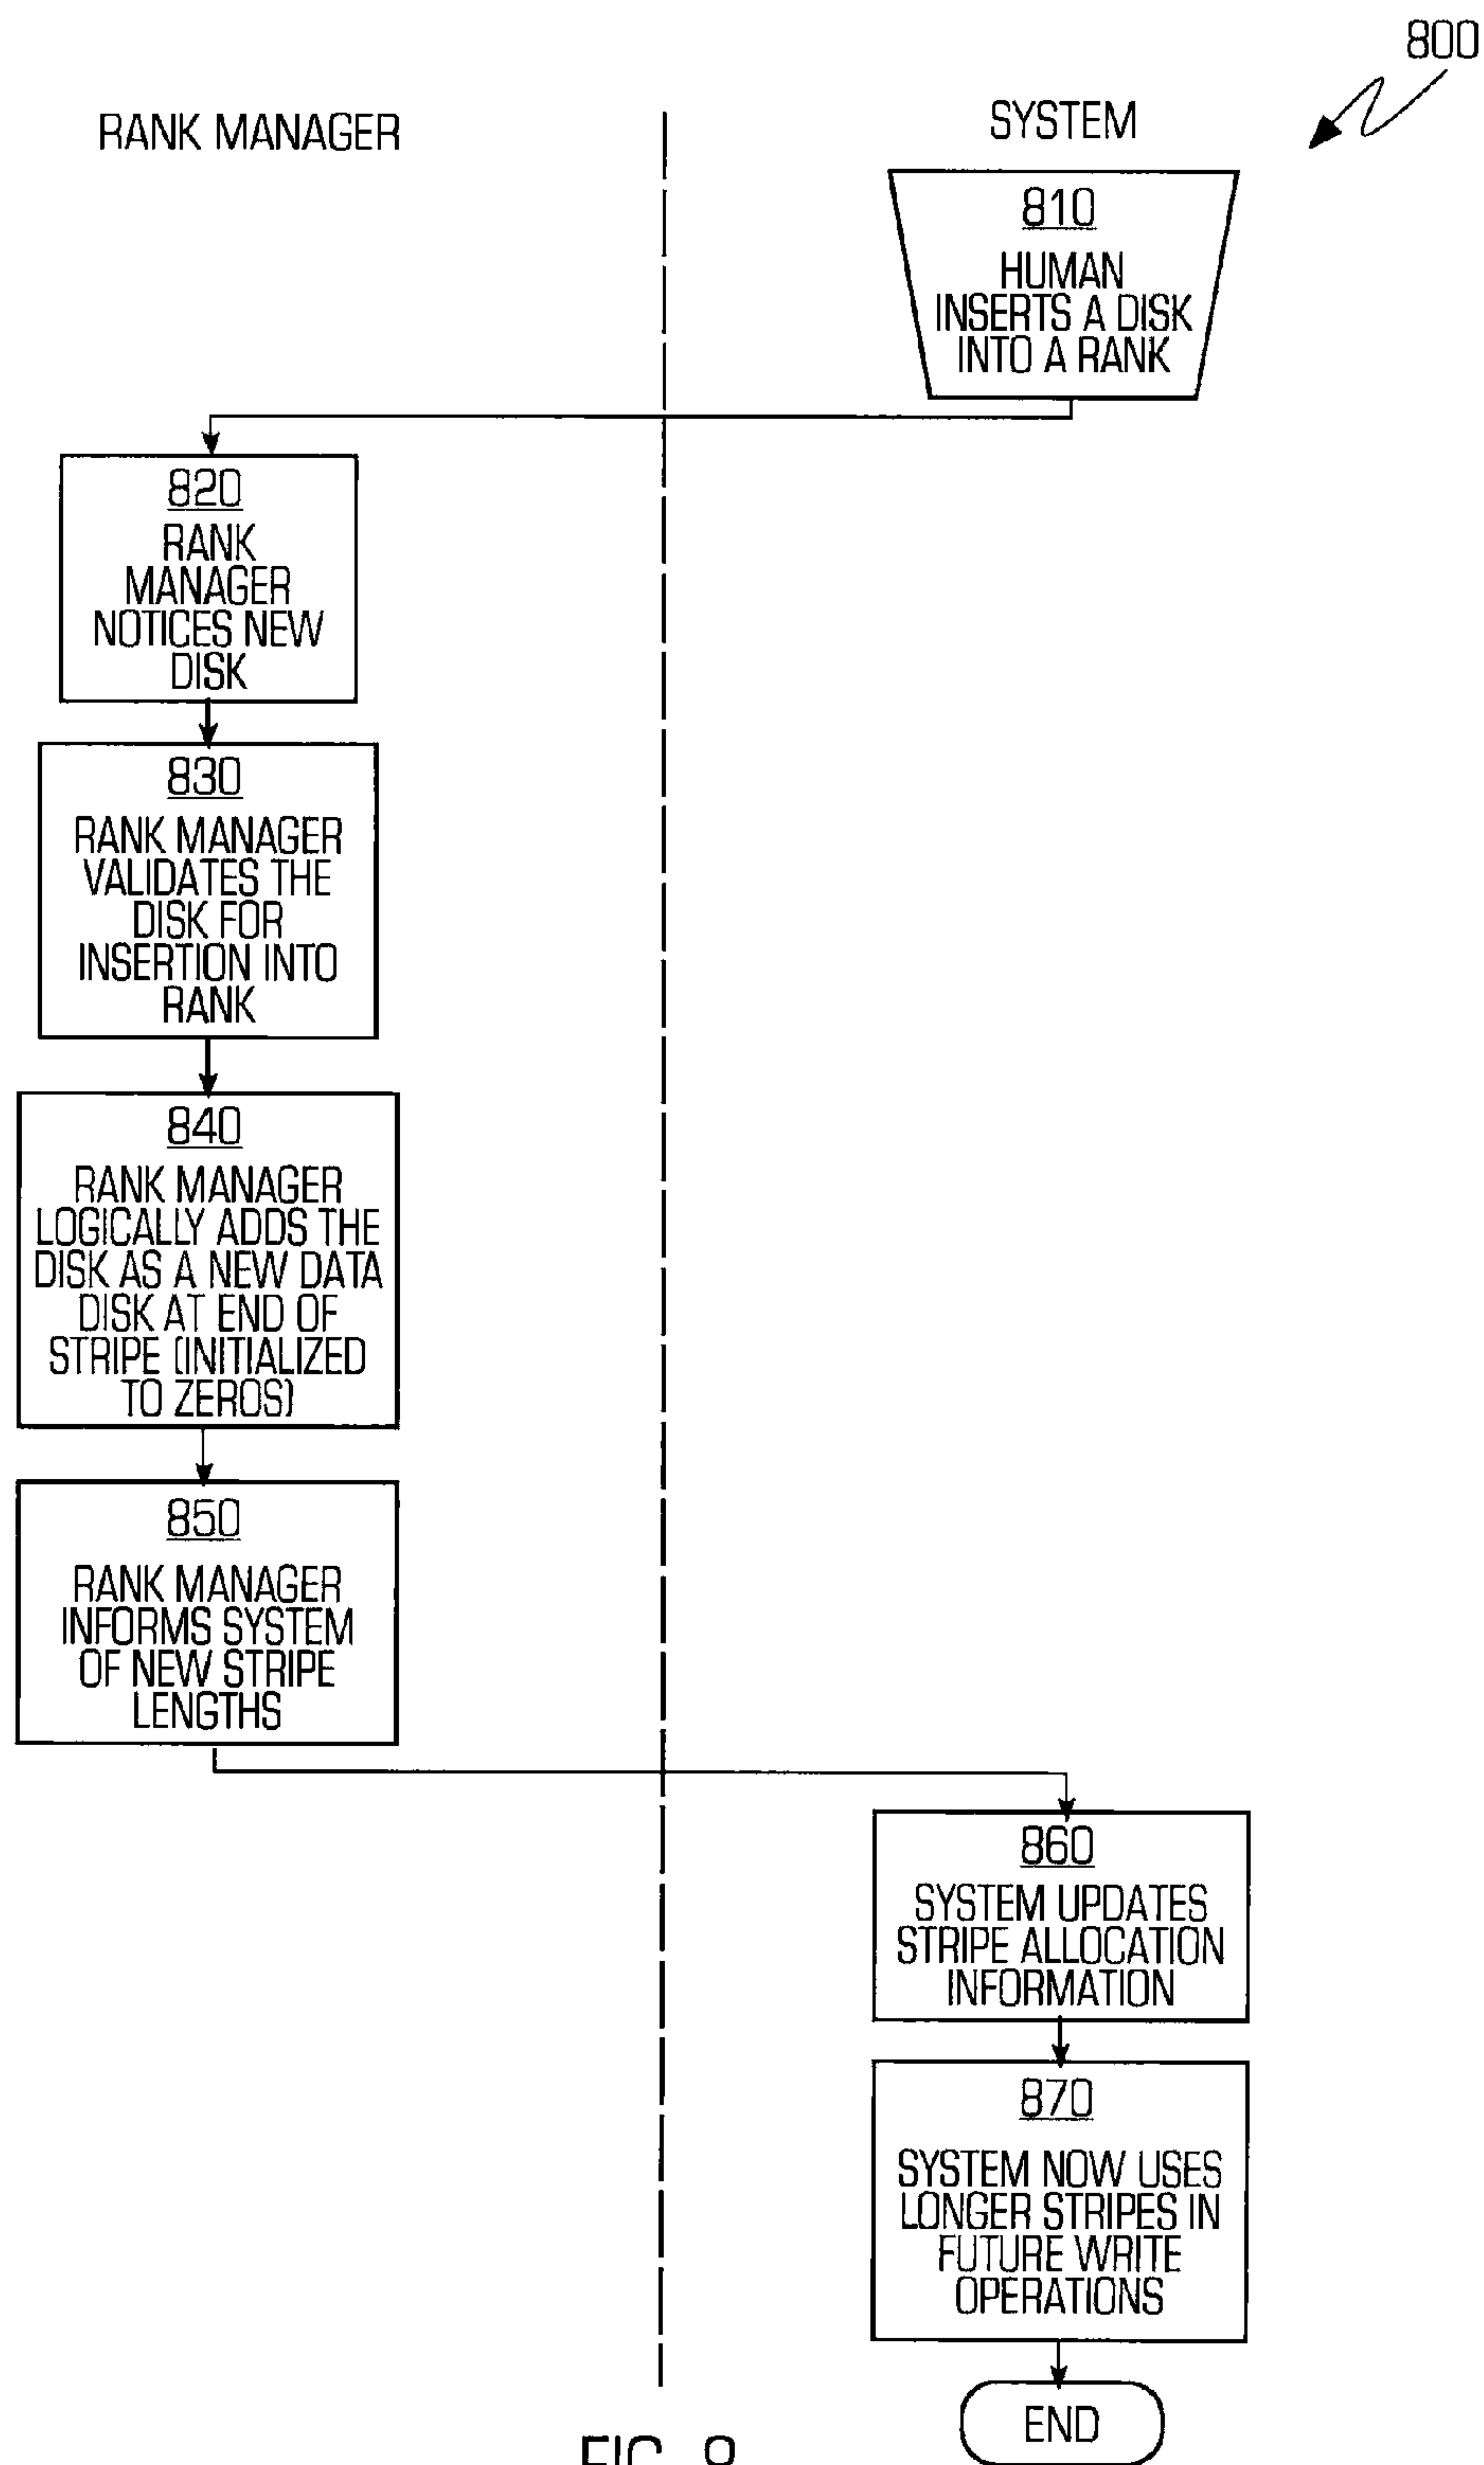 800
RANK MANAGER
SYSTEM
810
HUMAN
INSERTS A DISK
INTO A RANK
820
RANK
MANAGER
NOTICES NEW
DISK
830
RANK MANAGER
VALIDATES THE
DISK FOR
INSERTION INTO
RANK
840
RANK MANAGER
LOGICALLY ADDS THE
DISK AS A NEW DATA
DISK AT END OF
STRIPE (INITIALIZED
TO ZEROS)
850
RANK MANAGER
INFORMS SYSTEM
OF NEW STRIPE
LENGTHS
860
SYSTEM UPDATES
STRIPE ALLOCATION
INFORMATION
870
SYSTEM NOW USES
LONGER STRIPES IN
FUTURE WRITE
OPERATIONS
END